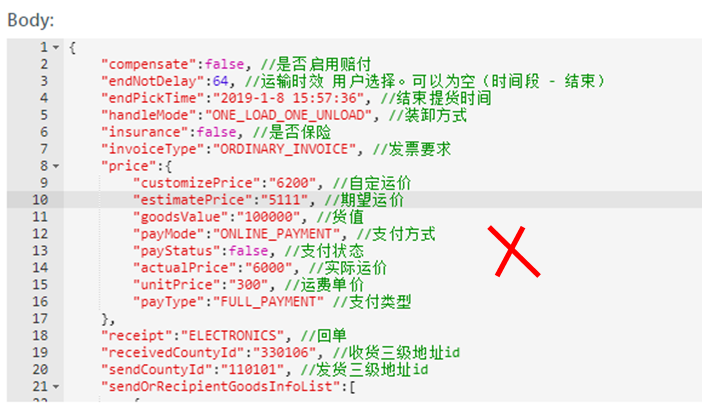 Body:
1 {
2 "compensate":false, //是否启用赔付
3 "endNotDelay":64, //运输时效 用户选择。可以为空（时间段 - 结束）
4 "endPickTime":"2019-1-8 15:57:36", //结束提货时间
5 "handleMode":"ONE_LOAD_ONE_UNLOAD", //装卸方式
6 "insurance":false, //是否保险
7 "invoiceType":"ORDINARY_INVOICE", //发票要求
8 "price":{
9 "customizePrice":"6200", //自定运价
10 "estimatePrice":"5111", //期望运价
11 "goodsValue":"100000", //货值
12 "payMode":"ONLINE_PAYMENT", //支付方式
13 "payStatus":false, //支付状态
14 "actualPrice":"6000", //实际运价
15 "unitPrice":"300", //运费单价
16 "payType":"FULL_PAYMENT" //支付类型
17 },
18 "receipt":"ELECTRONICS", //回单
19 "receivedCountyId":"330106", //收货三级地址id
20 "sendCountyId":"110101", //发货三级地址id
21 "sendOrRecipientGoodsInfoList":[